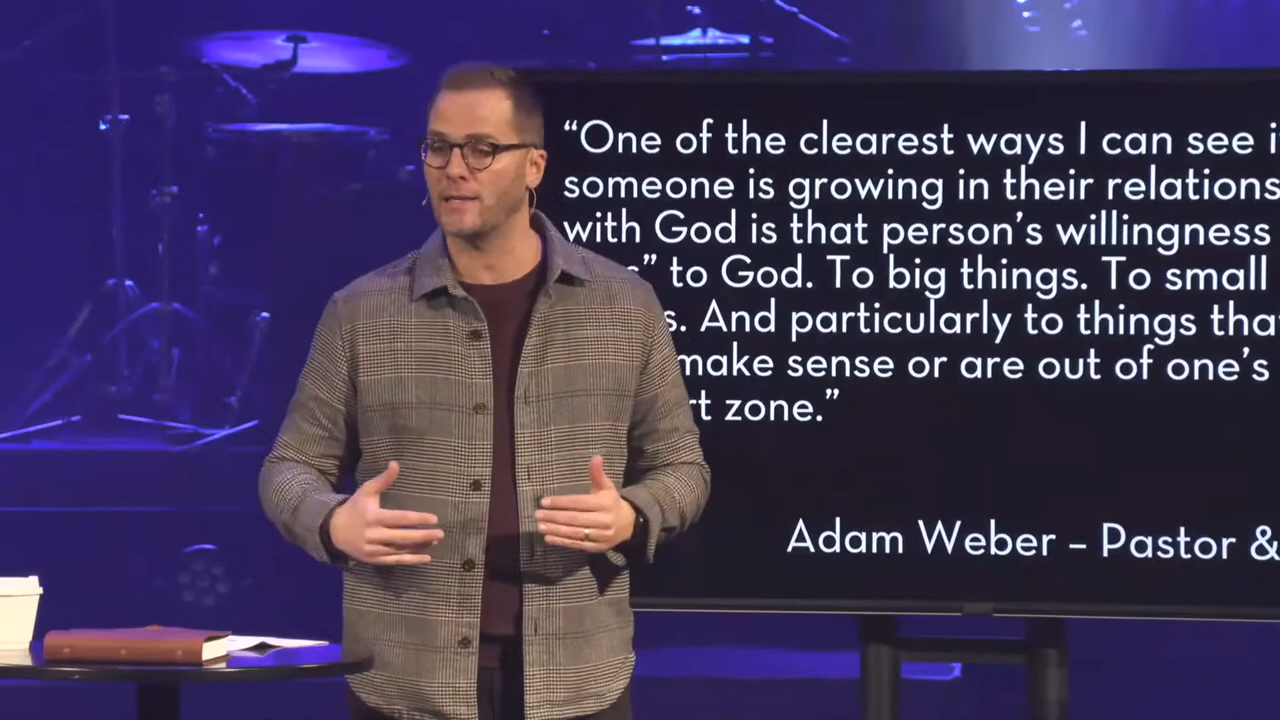 “One of the clearest ways I can see
someone is growing in their
with God is that person’s willingness
to God. To big things. To small
And particularly to things
make sense or are out of one’s
zone.”
Adam Weber – Pastor &